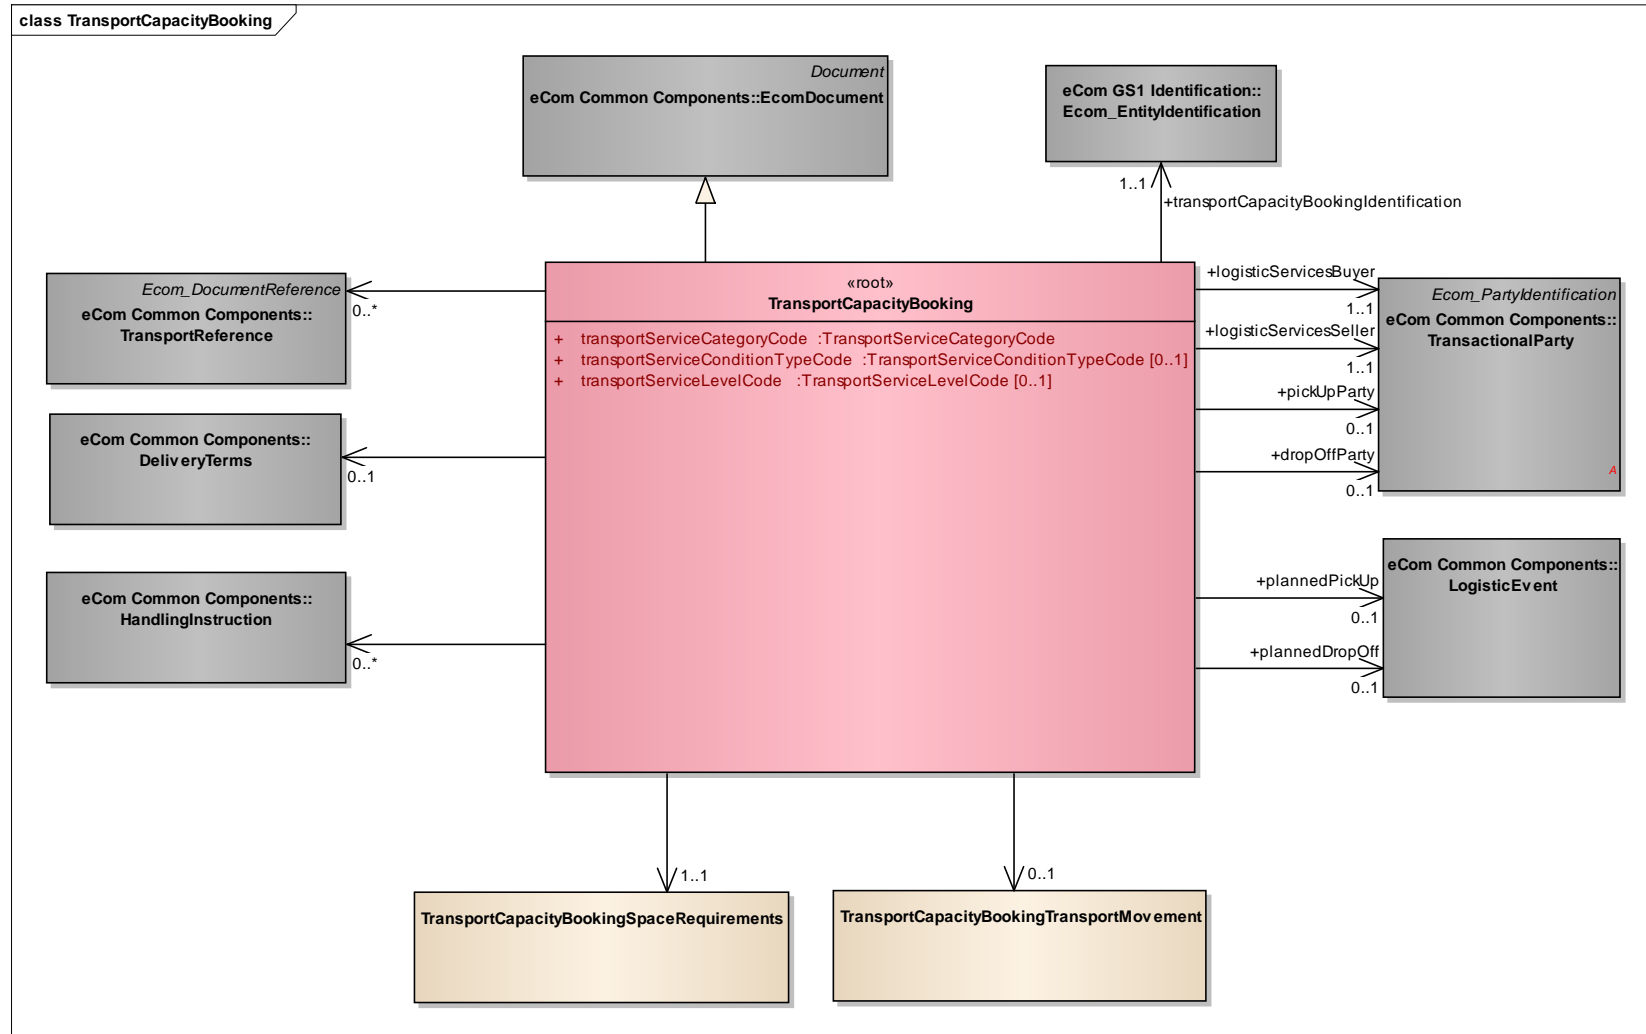 class TransportCapacityBooking
Document
eCom Common Components::EcomDocument
eCom GS1 Identification::
Ecom_EntityIdentification
1..1
+transportCapacityBookingIdentification
Ecom_DocumentReference
eCom Common Components::
TransportReference
0..*
«root»
TransportCapacityBooking
+ transportServiceCategoryCode :TransportServiceCategoryCode
+ transportServiceConditionTypeCode :TransportServiceConditionTypeCode [0..1]
+ transportServiceLevelCode :TransportServiceLevelCode [0..1]
+logisticServicesBuyer
1..1
+logisticServicesSeller
1..1
+pickUpParty
0..1
+dropOffParty
0..1
Ecom_PartyIdentification
eCom Common Components::
TransactionalParty
A
eCom Common Components::
DeliveryTerms
0..1
eCom Common Components::
HandlingInstruction
0..*
+plannedPickUp
0..1
+plannedDropOff
0..1
eCom Common Components::
LogisticEvent
1..1
TransportCapacityBookingSpaceRequirements
0..1
TransportCapacityBookingTransportMovement